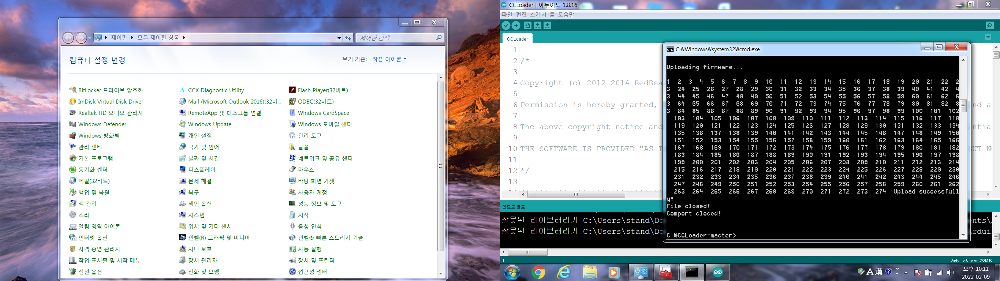 제어판 ▸ 모든 제어판 항목 ▸
제어판 검색
컴퓨터 설정 변경
보기 기준: 작은 아이콘
BitLocker 드라이브 암호화
CCX Diagnostic Utility
Flash Player(32비트)
ImDisk Virtual Disk Driver
Mail (Microsoft Outlook 2016)(32비...
ODBC(32비트)
Realtek HD 오디오 관리자
RemoteApp 및 데스크톱 연결
Windows CardSpace
Windows Defender
Windows Update
Windows 모바일 센터
Windows 방화벽
개인 설정
관리 도구
관리 센터
국가 및 언어
글꼴
기본 프로그램
날짜 및 시간
네트워크 및 공유 센터
동기화 센터
디스플레이
마우스
메일(32비트)
문제 해결
바탕 화면 가젯
백업 및 복원
복구
사용자 계정
색 관리
색인 옵션
성능 정보 및 도구
소리
시스템
시작
알림 영역 아이콘
위치 및 기타 센서
음성 인식
인터넷 옵션
인텔(R) 그래픽 및 미디어
인텔® 빠른 스토리지 기술
자격 증명 관리자
자녀 보호
자동 실행
작업 표시줄 및 시작 메뉴
장치 관리자
장치 및 프린터
전원 옵션
전화 및 모뎀
접근성 센터
CCLoader | 아두이노 1.8.16
파일 편집 스케치 툴 도움말
CCLoader
1
2 /*
3
4 Copyright (c) 2012-2014 RedBea
5
6 Permission is hereby granted,
7
8 The above copyright notice and
9
10 THE SOFTWARE IS PROVIDED "AS I
11
12 */
13
업로드 완료.
잘못된 라이브러리가 C:\Users\stand\Do
잘못된 라이브러리가 C:\Users\stand\Do
1
Arduino Uno on COM10
C:₩Windows₩system32₩cmd.exe
Uploading firmware...
1 2 3 4 5 6 7 8 9 10 11 12 13 14 15 16 17 18 19 20 21 22 2
3 24 25 26 27 28 29 30 31 32 33 34 35 36 37 38 39 40 41 42 4
3 44 45 46 47 48 49 50 51 52 53 54 55 56 57 58 59 60 61 62 6
3 64 65 66 67 68 69 70 71 72 73 74 75 76 77 78 79 80 81 82 8
3 84 85 86 87 88 89 90 91 92 93 94 95 96 97 98 99 100 101 102
103 104 105 106 107 108 109 110 111 112 113 114 115 116 117 118
119 120 121 122 123 124 125 126 127 128 129 130 131 132 133 134
135 136 137 138 139 140 141 142 143 144 145 146 147 148 149 150
151 152 153 154 155 156 157 158 159 160 161 162 163 164 165 166
167 168 169 170 171 172 173 174 175 176 177 178 179 180 181 182
183 184 185 186 187 188 189 190 191 192 193 194 195 196 197 198
199 200 201 202 203 204 205 206 207 208 209 210 211 212 213 214
215 216 217 218 219 220 221 222 223 224 225 226 227 228 229 230
231 232 233 234 235 236 237 238 239 240 241 242 243 244 245 246
247 248 249 250 251 252 253 254 255 256 257 258 259 260 261 262
263 264 265 266 267 268 269 270 271 272 273 274 Upload successfull
y!
File closed!
Comport closed!
C:₩CCLoader-master>
A 漢
오후 10:11
2022-02-09